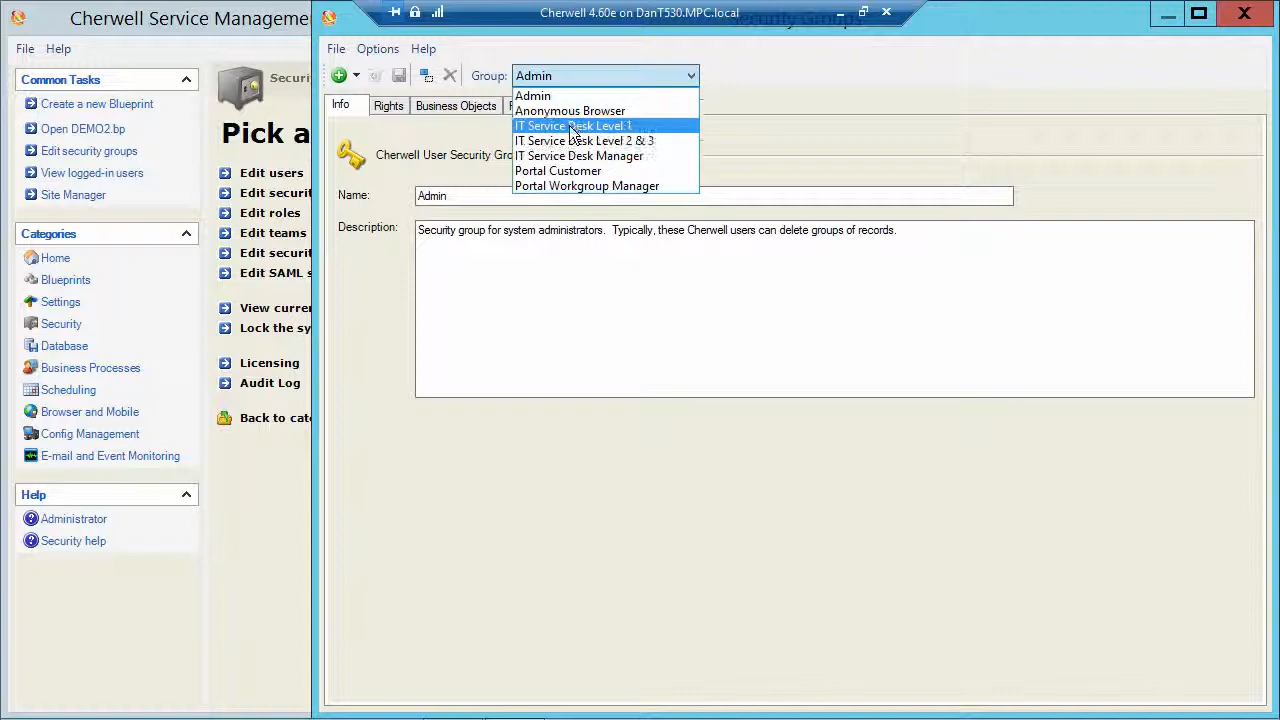 Cherwell Service Manageme
Cherwell 4.60e on DanT530.MPC.local
Security Groups
File Help
File Options Help
Common Tasks
Create a new Blueprint
Open DEMO2.bp
Edit security groups
View logged-in users
Site Manager
Categories
Home
Blueprints
Settings
Security
Database
Business Processes
Scheduling
Browser and Mobile
Config Management
E-mail and Event Monitoring
Help
Administrator
Security help
Securi
Pick a
Edit users
Edit securi
Edit roles
Edit teams
Edit securi
Edit SAML s
View curre
Lock the sy
Licensing
Audit Log
Back to cate
Group: Admin
Admin
Anonymous Browser
IT Service Desk Level 1
IT Service Desk Level 2 & 3
IT Service Desk Manager
Portal Customer
Portal Workgroup Manager
Info Rights Business Objects
Cherwell User Security Gro
Name: Admin
Description: Security group for system administrators. Typically, these Cherwell users can delete groups of records.